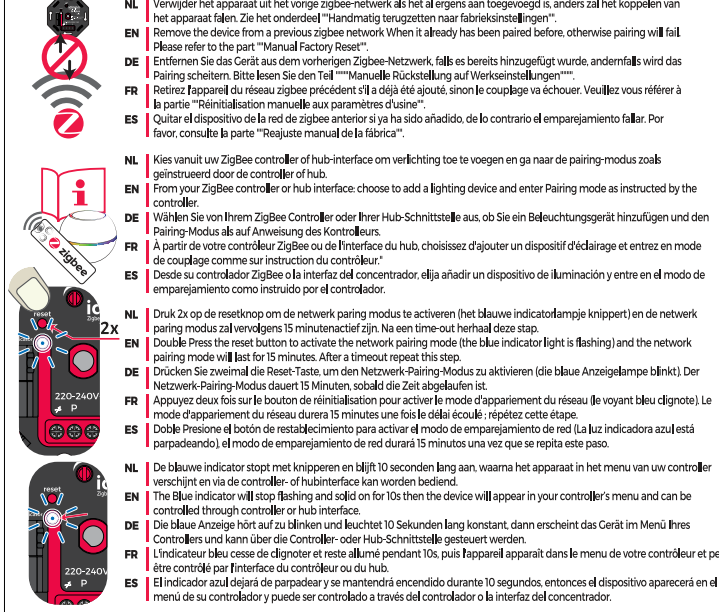 NL Verwijder het apparaat uit het vorige zigbee-netwerk als het al ergens aan toegevoegd is, anders zal het koppelen van
het apparaat falen. Zie het onderdeel ""Handmatig terugzetten naar fabrieksinstellingen"".
EN Remove the device from a previous zigbee network When it already has been paired before, otherwise pairing will fail.
Please refer to the part ""Manual Factory Reset"".
DE Entfernen Sie das Gerät aus dem vorherigen Zigbee-Netzwerk, falls es bereits hinzugefügt wurde, andernfalls wird das
Pairing scheitern. Bitte lesen Sie den Teil """"Manuelle Rückstellung auf Werkseinstellungen"""".
FR Retirez l'appareil du réseau zigbee précédent s'il a déjà été ajouté, sinon le couplage va échouer. Veuillez vous référer à
la partie ""Réinitialisation manuelle aux paramètres d'usine"".
ES Quitar el dispositivo de la red de zigbee anterior si ya ha sido añadido, de lo contrario el emparejamiento fallar. Por
favor, consulte la parte ""Reajuste manual de la fábrica"".
i
zigbee
NL Kies vanuit uw ZigBee controller of hub-interface om verlichting toe te voegen en ga naar de pairing-modus zoals
geïnstrueerd door de controller of hub.
EN From your ZigBee controller or hub interface: choose to add a lighting device and enter Pairing mode as instructed by the
controller.
DE Wählen Sie von Ihrem ZigBee Controller oder Ihrer Hub-Schnittstelle aus, ob Sie ein Beleuchtungsgerät hinzufügen und den
Pairing-Modus als auf Anweisung des Kontrolleurs.
FR À partir de votre contrôleur ZigBee ou de l'interface du hub, choisissez d'ajouter un dispositif d'éclairage et entrez en mode
de couplage comme sur instruction du contrôleur."
ES Desde su controlador ZigBee o la interfaz del concentrador, elija añadir un dispositivo de iluminación y entre en el modo de
emparejamiento como instruido por el controlador.
reset
2x
220-240V
P
NL Druk 2x op de resetknop om de netwerk paring modus te activeren (het blauwe indicatorlampje knippert) en de netwerk
paring modus zal vervolgens 15 minutenactief zijn. Na een time-out herhaal deze stap.
EN Double Press the reset button to activate the network pairing mode (the blue indicator light is flashing) and the network
pairing mode will last for 15 minutes. After a timeout repeat this step.
DE Drücken Sie zweimal die Reset-Taste, um den Netzwerk-Pairing-Modus zu aktivieren (die blaue Anzeigelampe blinkt). Der
Netzwerk-Pairing-Modus dauert 15 Minuten, sobald die Zeit abgelaufen ist.
FR Appuyez deux fois sur le bouton de réinitialisation pour activer le mode d'appariement du réseau (le voyant bleu clignote). Le
mode d'appariement du réseau durera 15 minutes une fois le délai écoulé ; répétez cette étape.
ES Doble Presione el botón de restablecimiento para activar el modo de emparejamiento de red (La luz indicadora azul está
parpadeando), el modo de emparejamiento de red durará 15 minutos una vez que se repita este paso.
reset
220-240V
P
NL De blauwe indicator stopt met knipperen en blijft 10 seconden lang aan, waarna het apparaat in het menu van uw controller
verschijnt en via de controller- of hubinterface kan worden bediend.
EN The Blue indicator will stop flashing and solid on for 10s then the device will appear in your controller's menu and can be
controlled through controller or hub interface.
DE Die blaue Anzeige hört auf zu blinken und leuchtet 10 Sekunden lang konstant, dann erscheint das Gerät im Menü Ihres
Controllers und kann über die Controller- oder Hub-Schnittstelle gesteuert werden.
FR L'indicateur bleu cesse de clignoter et reste allumé pendant 10s, puis l'appareil apparaît dans le menu de votre contrôleur et pe
être contrôlé par l'interface du contrôleur ou du hub.
ES El indicador azul dejará de parpadear y se mantendrá encendido durante 10 segundos, entonces el dispositivo aparecerá en el
menú de su controlador y puede ser controlado a través del controlador o la interfaz del concentrador.